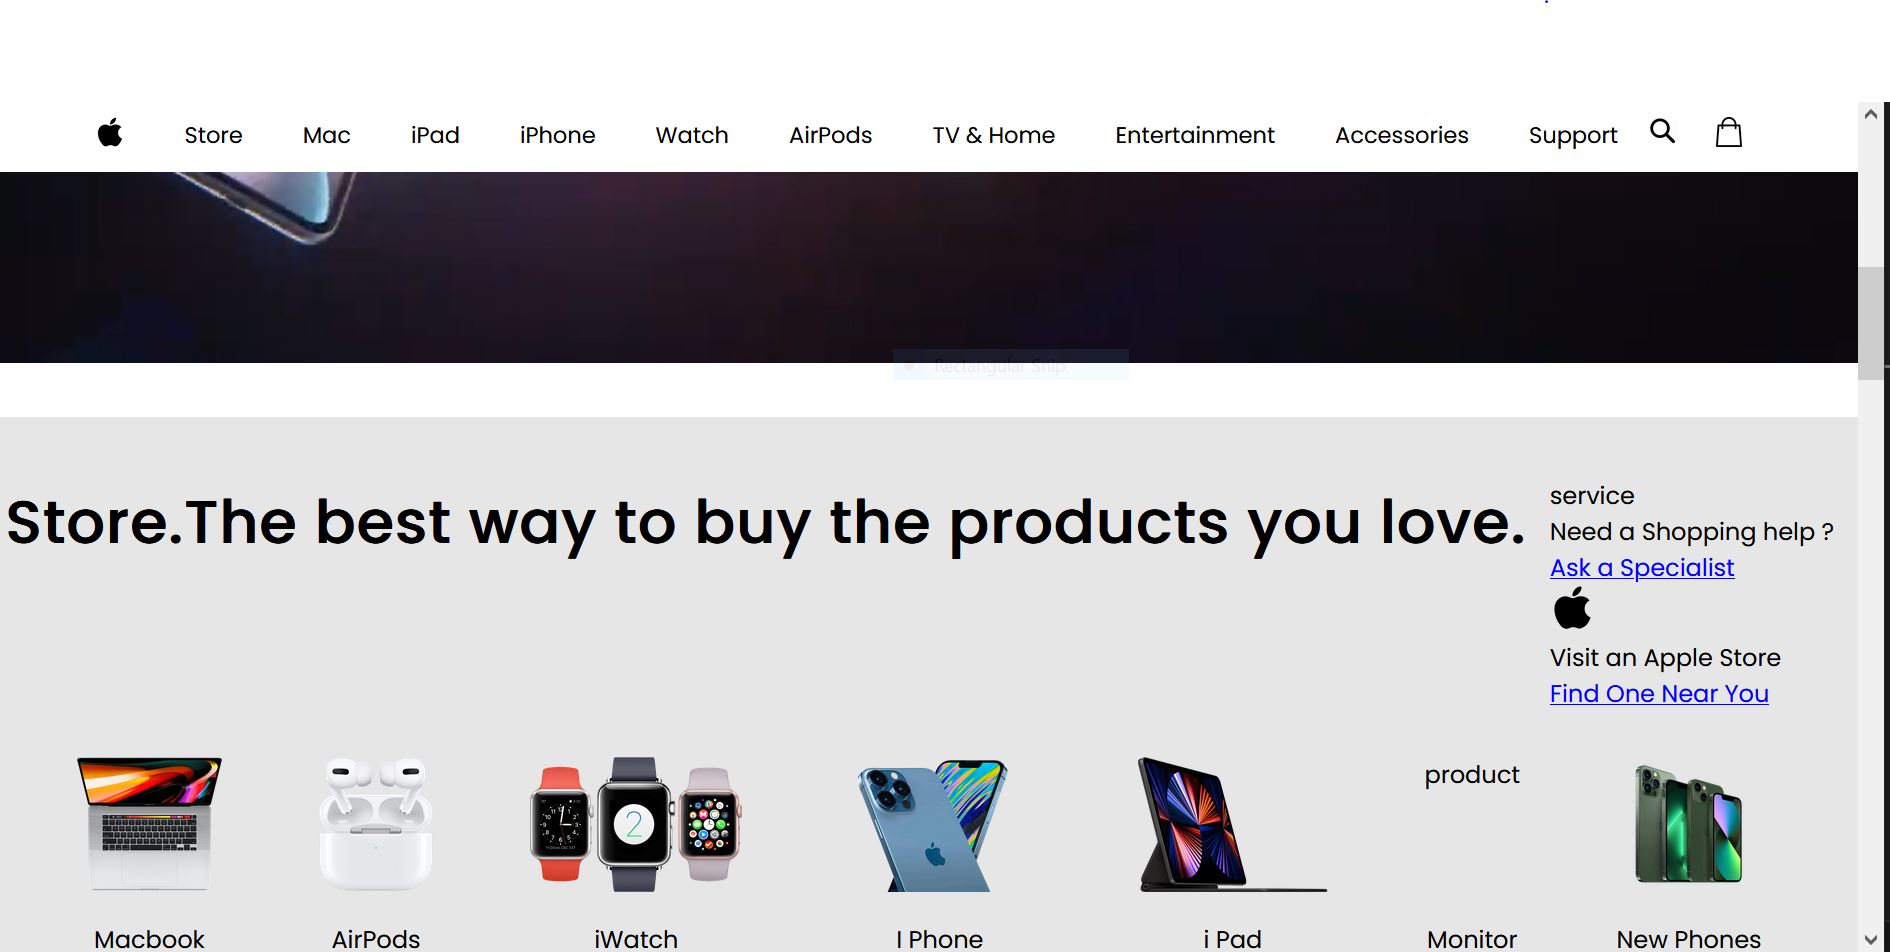 Store Mac iPad iPhone Watch AirPods TV & Home Entertainment Accessories Support
Rectangular Snip
Store.The best way to buy the products you love.
service
Need a Shopping help ?
Ask a Specialist
Visit an Apple Store
Find One Near You
2
product
Macbook AirPods iWatch I Phone i Pad Monitor New Phones